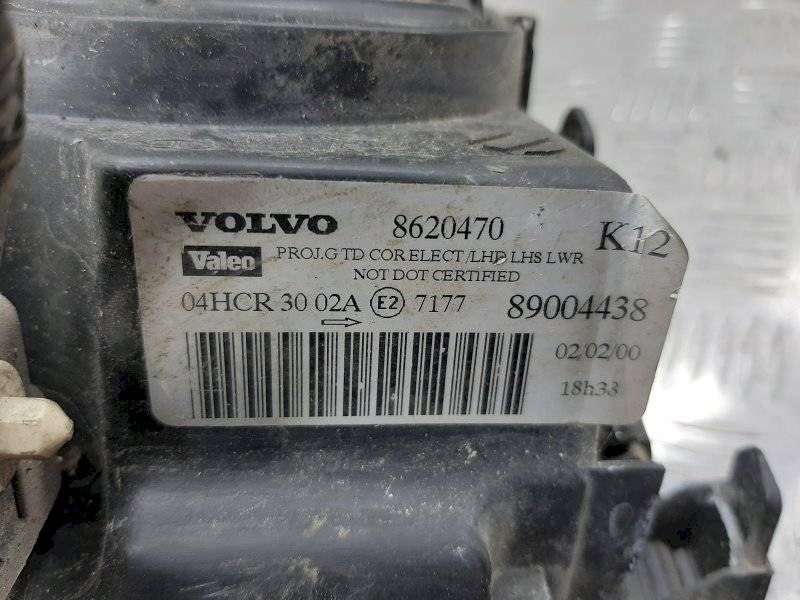 VOLVO 8620470 K12
Valeo PROJ.G TD COR ELECT /LHD LHS LWR
NOT DOT CERTIFIED
04HCR 30 02A E2 7177 89004438
02/02/00
18h33